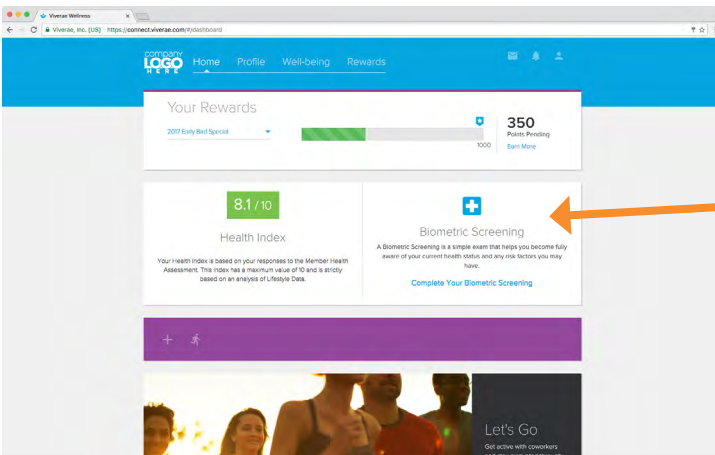 Viverae Wellness
Viverae, Inc. [US] https://connect.viverae.com/#/dashboard
company
LOGO
HERE
Home Profile Well-being Rewards
Your Rewards
2017 Early Bird Special
1000
350
Points Pending
Earn More
8.1 / 10
Health Index
Your Health Index is based on your responses to the Member Health
Assessment. This index has a maximum value of 10 and is strictly
based on an analysis of Lifestyle Data.
Biometric Screening
A Biometric Screening is a simple exam that helps you become fully
aware of your current health status and any risk factors you may
have.
Complete Your Biometric Screening
Let's Go
Get active with coworkers